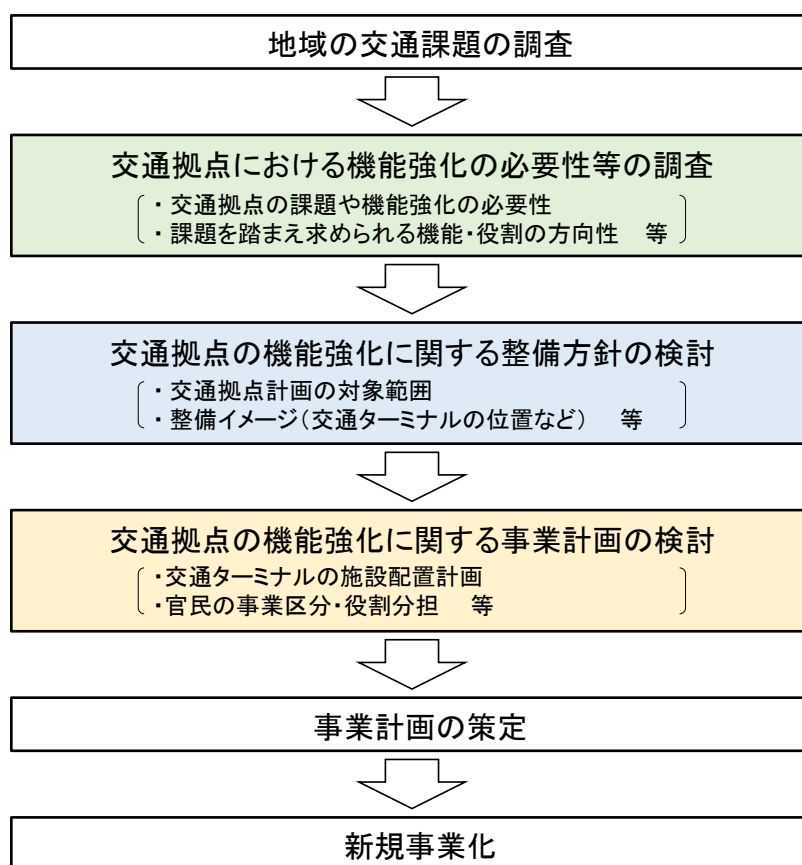 地域の交通課題の調査
交通拠点における機能強化の必要性等の調査
・交通拠点の課題や機能強化の必要性
・課題を踏まえ求められる機能・役割の方向性　等
交通拠点の機能強化に関する整備方針の検討
・交通拠点計画の対象範囲
・整備イメージ（交通ターミナルの位置など）　等
交通拠点の機能強化に関する事業計画の検討
・交通ターミナルの施設配置計画
・官民の事業区分・役割分担　等
事業計画の策定
新規事業化